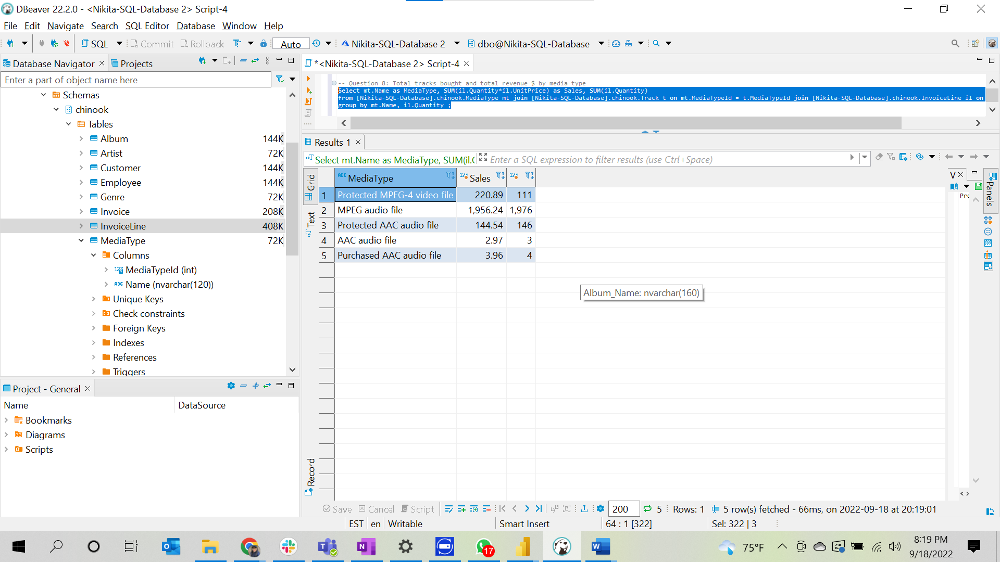 DBeaver 22.2.0 - <Nikita-SQL-Database 2> Script-4
File Edit Navigate Search SQL Editor Database Window Help
SQL Commit Rollback Auto Nikita-SQL-Database 2 dbo@Nikita-SQL-Database
Database Navigator Projects
Enter a part of object name here
Schemas
chinook
Tables
Album 144K
Artist 72K
Customer 144K
Employee 144K
Genre 72K
Invoice 208K
InvoiceLine 408K
MediaType 72K
Columns
MediaTypeId (int)
Name (nvarchar(120))
Unique Keys
Check constraints
Foreign Keys
Indexes
References
Triggers
Project - General
Name DataSource
Bookmarks
Diagrams
Scripts
*<Nikita-SQL-Database 2> Script-4
-- Question 8: Total tracks bought and total revenue $ by media type
Select mt.Name as MediaType, SUM(il.Quantity*il.UnitPrice) as Sales, SUM(il.Quantity)
from [Nikita-SQL-Database].chinook.MediaType mt join [Nikita-SQL-Database].chinook.Track t on mt.MediaTypeId = t.MediaTypeId join [Nikita-SQL-Database].chinook.InvoiceLine il on
group by mt.Name, il.Quantity ;
Results 1
Select mt.Name as MediaType, SUM(il.Q Enter a SQL expression to filter results (use Ctrl+Space)
Grid
Text
Record
ABC MediaType 123 Sales 123
1 Protected MPEG-4 video file 220.89 111
2 MPEG audio file 1,956.24 1,976
3 Protected AAC audio file 144.54 146
4 AAC audio file 2.97 3
5 Purchased AAC audio file 3.96 4
Album_Name: nvarchar(160)
V
Prc
Panels
Save Cancel Script 200 5 Rows: 1 5 row(s) fetched - 66ms, on 2022-09-18 at 20:19:01
EST en Writable Smart Insert 64 : 1 [322] Sel: 322 | 3
17
75°F
8:19 PM
9/18/2022